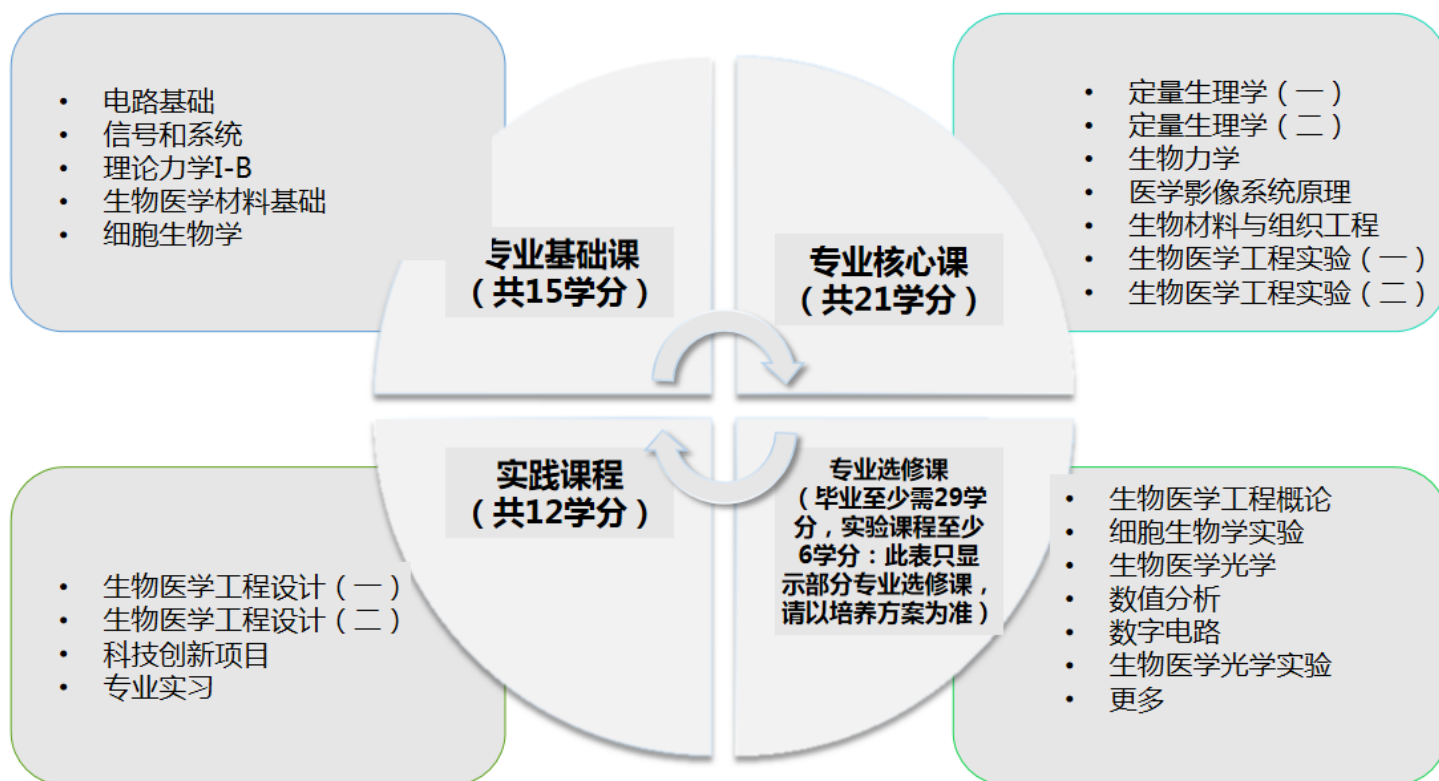 • 电路基础
• 信号和系统
• 理论力学I-B
• 生物医学材料基础
• 细胞生物学
专业基础课
（共15学分）
专业核心课
（共21学分）
• 定量生理学（一）
• 定量生理学（二）
• 生物力学
• 医学影像系统原理
• 生物材料与组织工程
• 生物医学工程实验（一）
• 生物医学工程实验（二）
实践课程
（共12学分）
• 生物医学工程设计（一）
• 生物医学工程设计（二）
• 科技创新项目
• 专业实习
专业选修课
（毕业至少需29学
分，实验课程至少
6学分：此表只显
示部分专业选修课，
请以培养方案为准）
• 生物医学工程概论
• 细胞生物学实验
• 生物医学光学
• 数值分析
• 数字电路
• 生物医学光学实验
• 更多